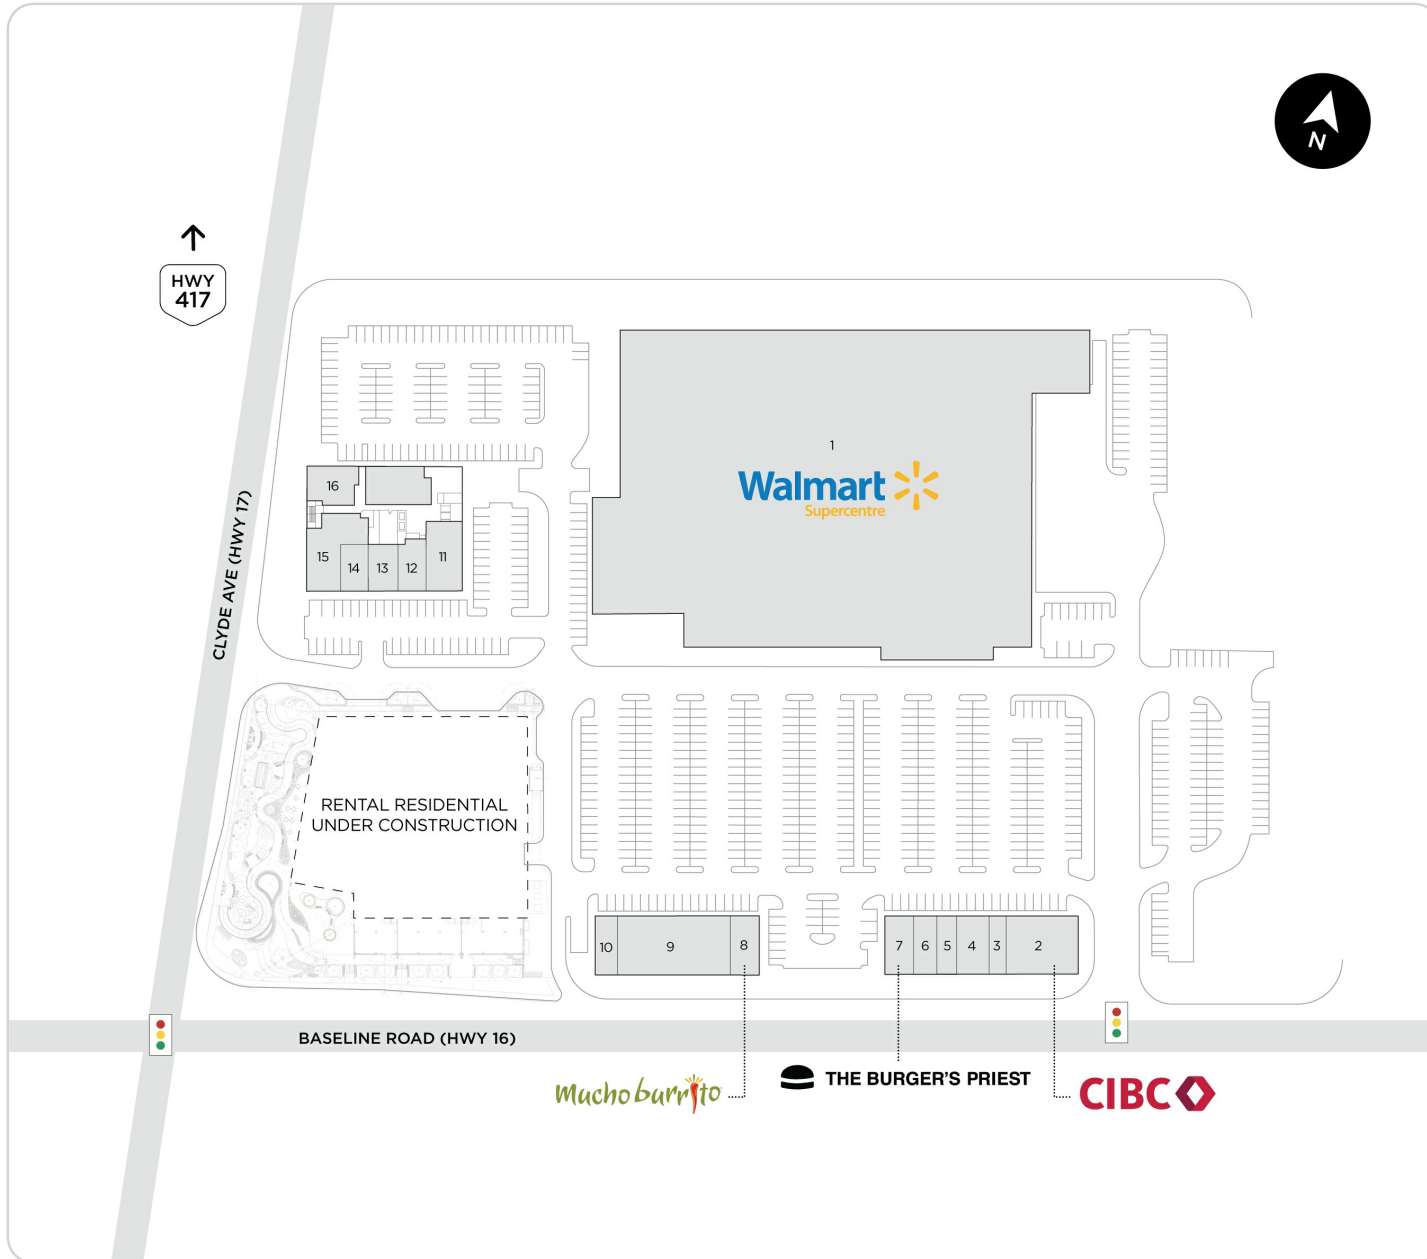 N
HWY
417
CLYDE AVE (HWY 17)
1
Walmart
Supercentre
16
15
14
13
12
11
RENTAL RESIDENTIAL
UNDER CONSTRUCTION
10
9
8
7
6
5
4
3
2
BASELINE ROAD (HWY 16)
mucho burrito
THE BURGER'S PRIEST
CIBC